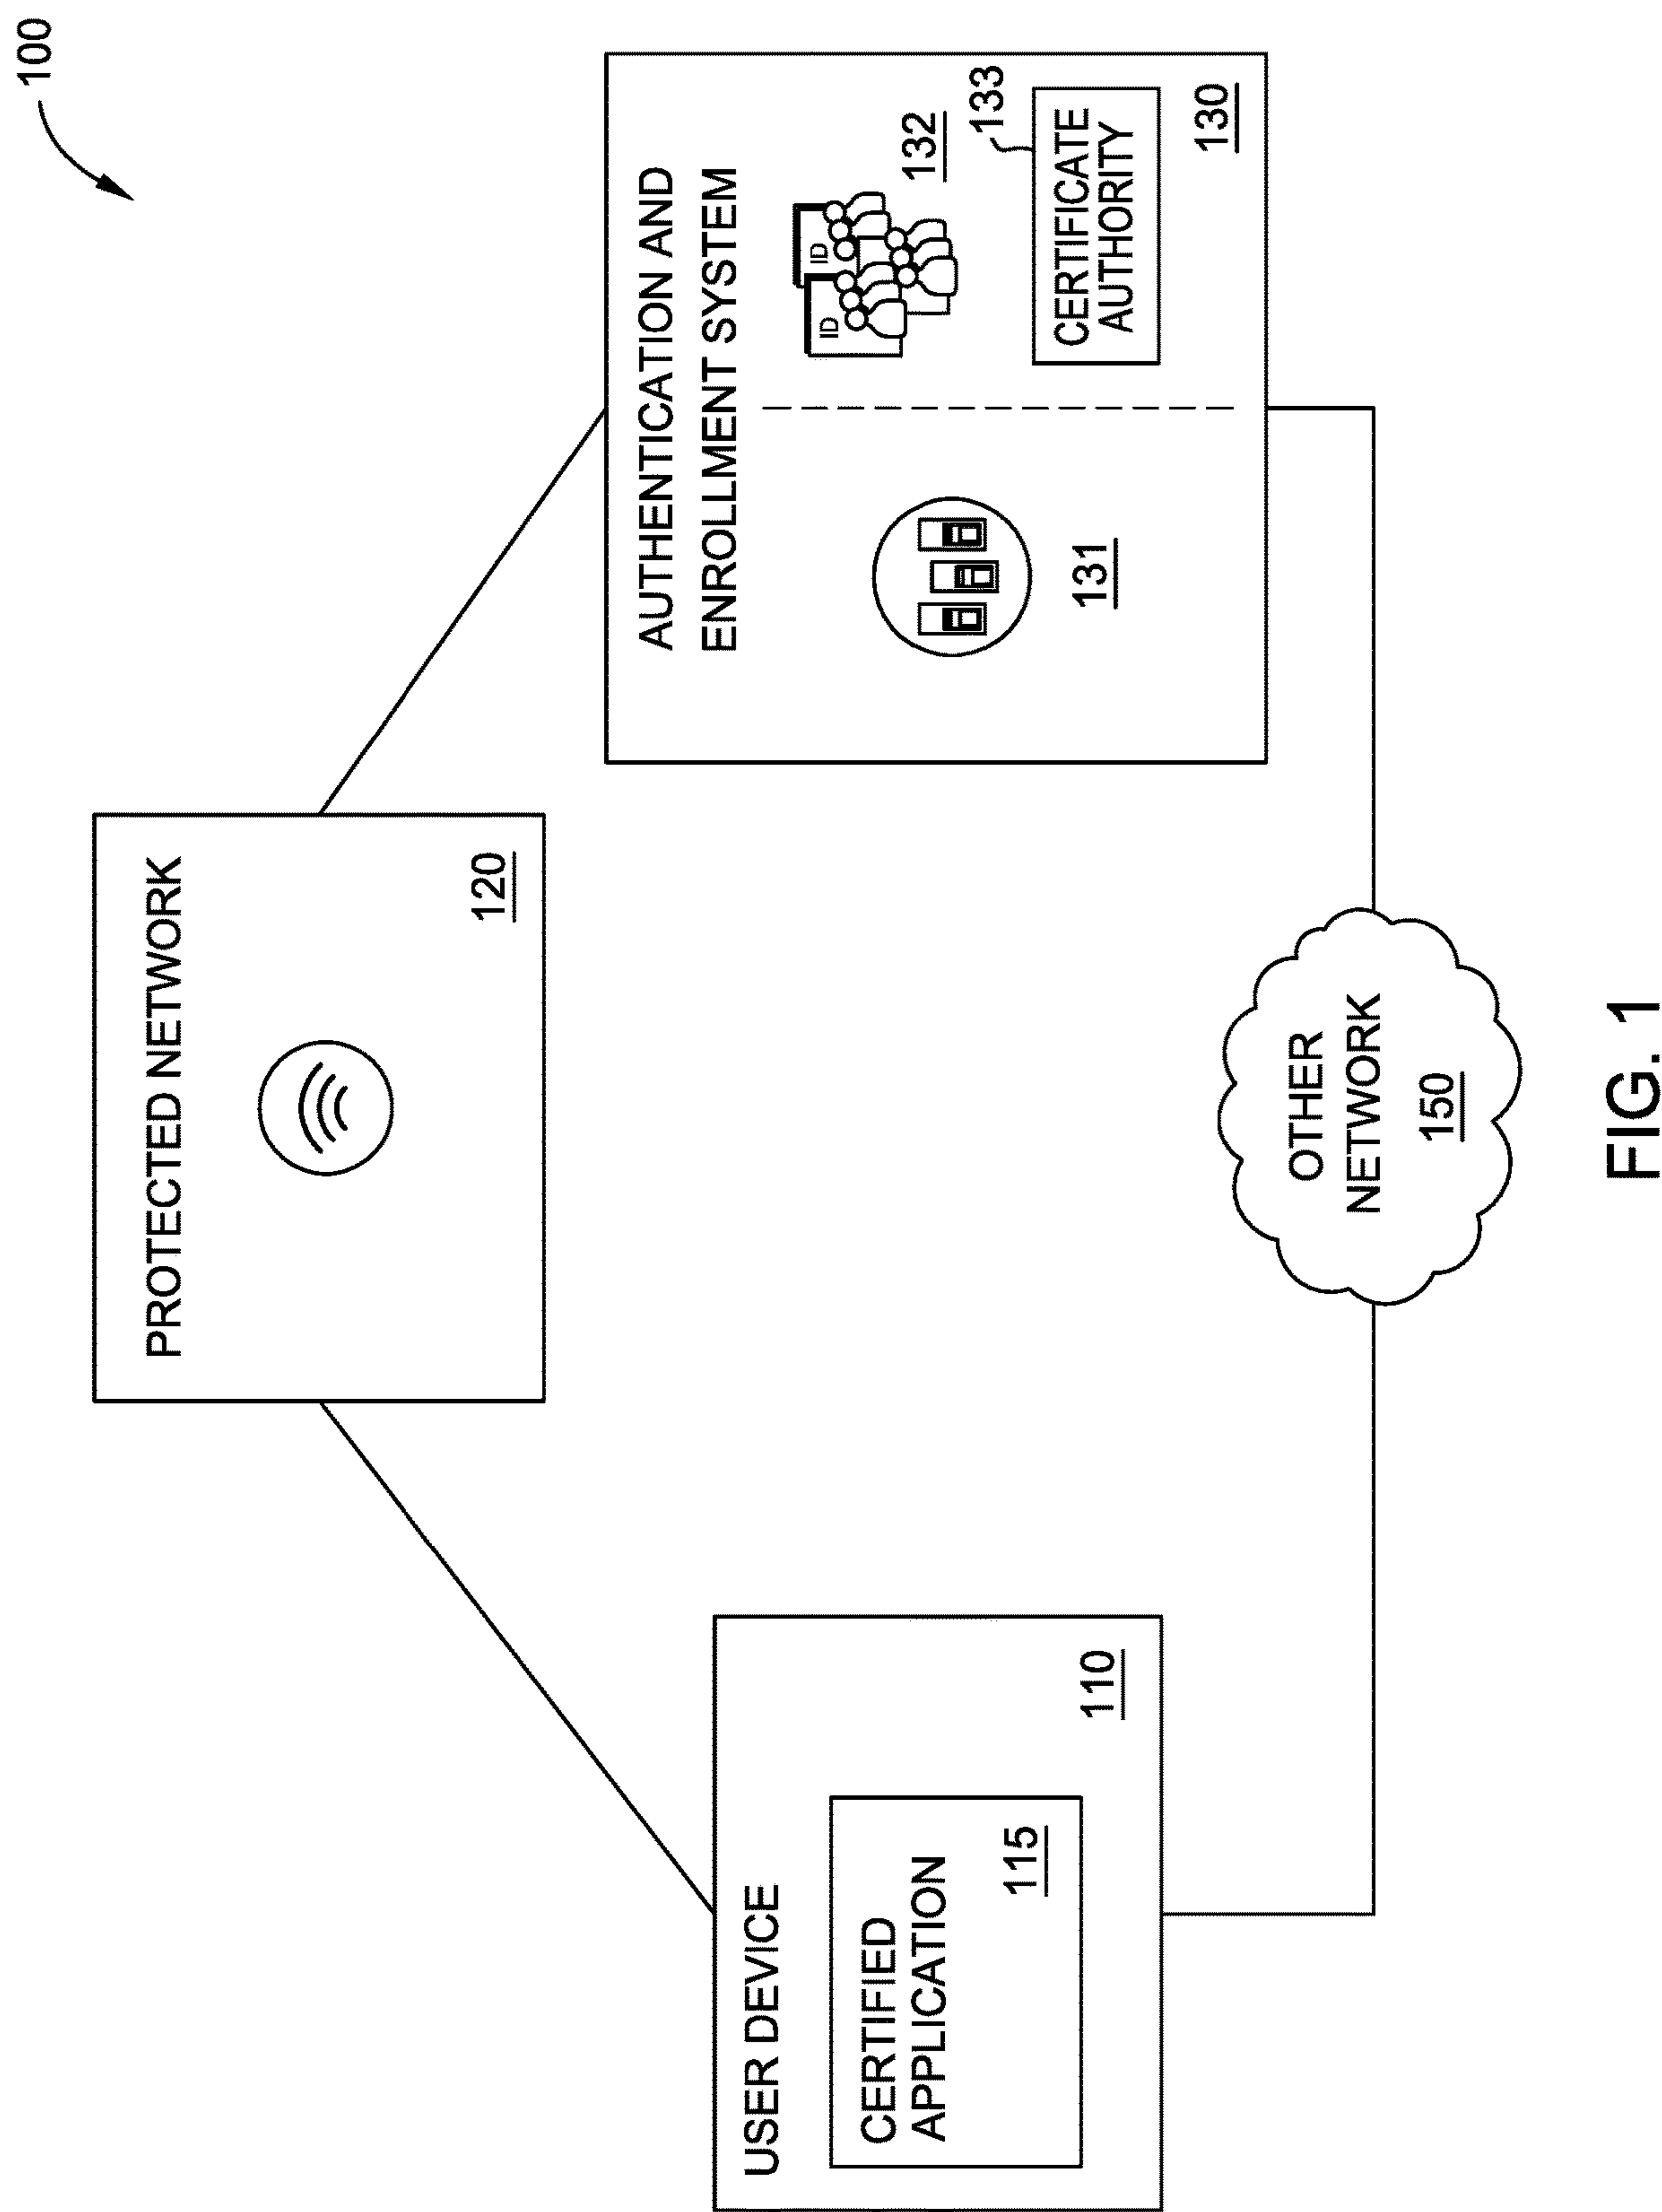 100
PROTECTED NETWORK
120
USER DEVICE
CERTIFIED
APPLICATION
115
110
AUTHENTICATION AND
ENROLLMENT SYSTEM
131
ID
ID
132
133
CERTIFICATE
AUTHORITY
130
OTHER
NETWORK
150
FIG. 1